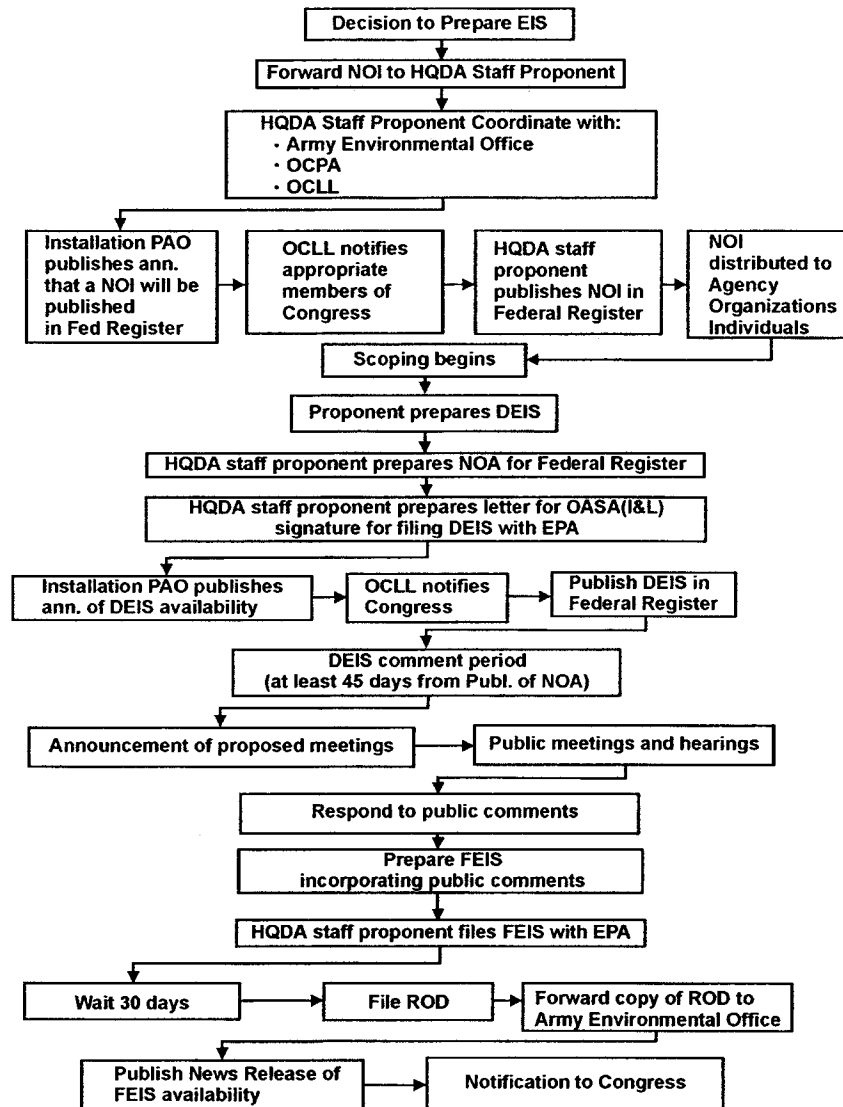 Decision to Prepare EIS
Forward NOI to HQDA Staff Proponent
HQDA Staff Proponent Coordinate with:
· Army Environmental Office
· OCPA
· OCLL
Installation PAO
publishes ann.
that a NOI will be
published
in Fed Register
OCLL notifies
appropriate
members of
Congress
HQDA staff
proponent
publishes NOI in
Federal Register
NOI
distributed to
Agency
Organizations
Individuals
Scoping begins
Proponent prepares DEIS
HQDA staff proponent prepares NOA for Federal Register
HQDA staff proponent prepares letter for OASA(I&L)
signature for filing DEIS with EPA
Installation PAO publishes
ann. of DEIS availability
OCLL notifies
Congress
Publish DEIS in
Federal Register
DEIS comment period
(at least 45 days from Publ. of NOA)
Announcement of proposed meetings
Public meetings and hearings
Respond to public comments
Prepare FEIS
incorporating public comments
HQDA staff proponent files FEIS with EPA
Wait 30 days
File ROD
Forward copy of ROD to
Army Environmental Office
Publish News Release of
FEIS availability
Notification to Congress